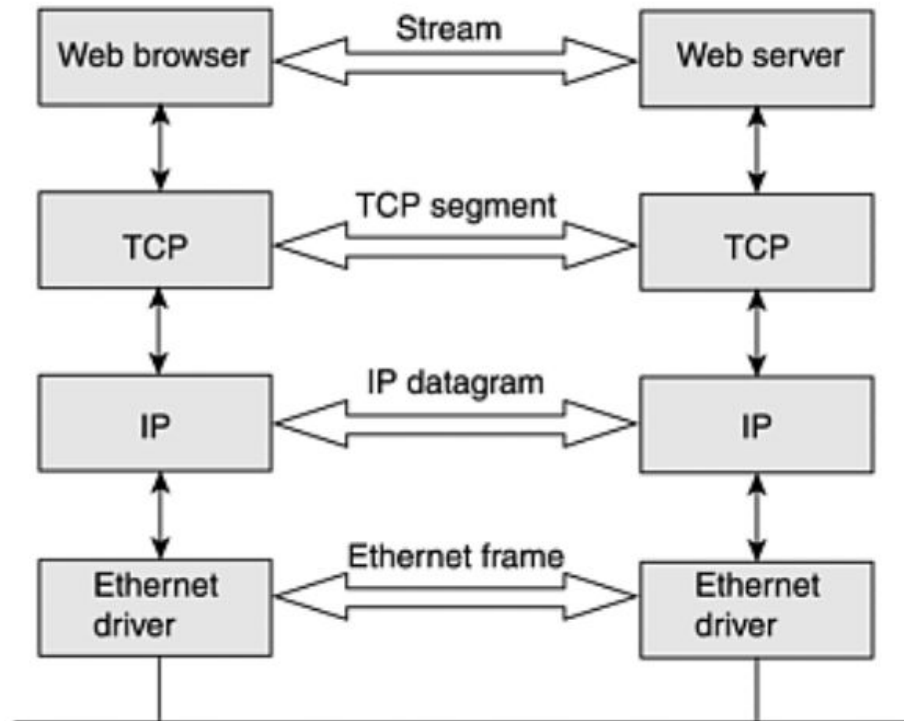 Stream
Web browser
Web server
TCP segment
TCP
TCP
IP datagram
IP
IP
Ethernet frame
Ethernet
driver
Ethernet
driver